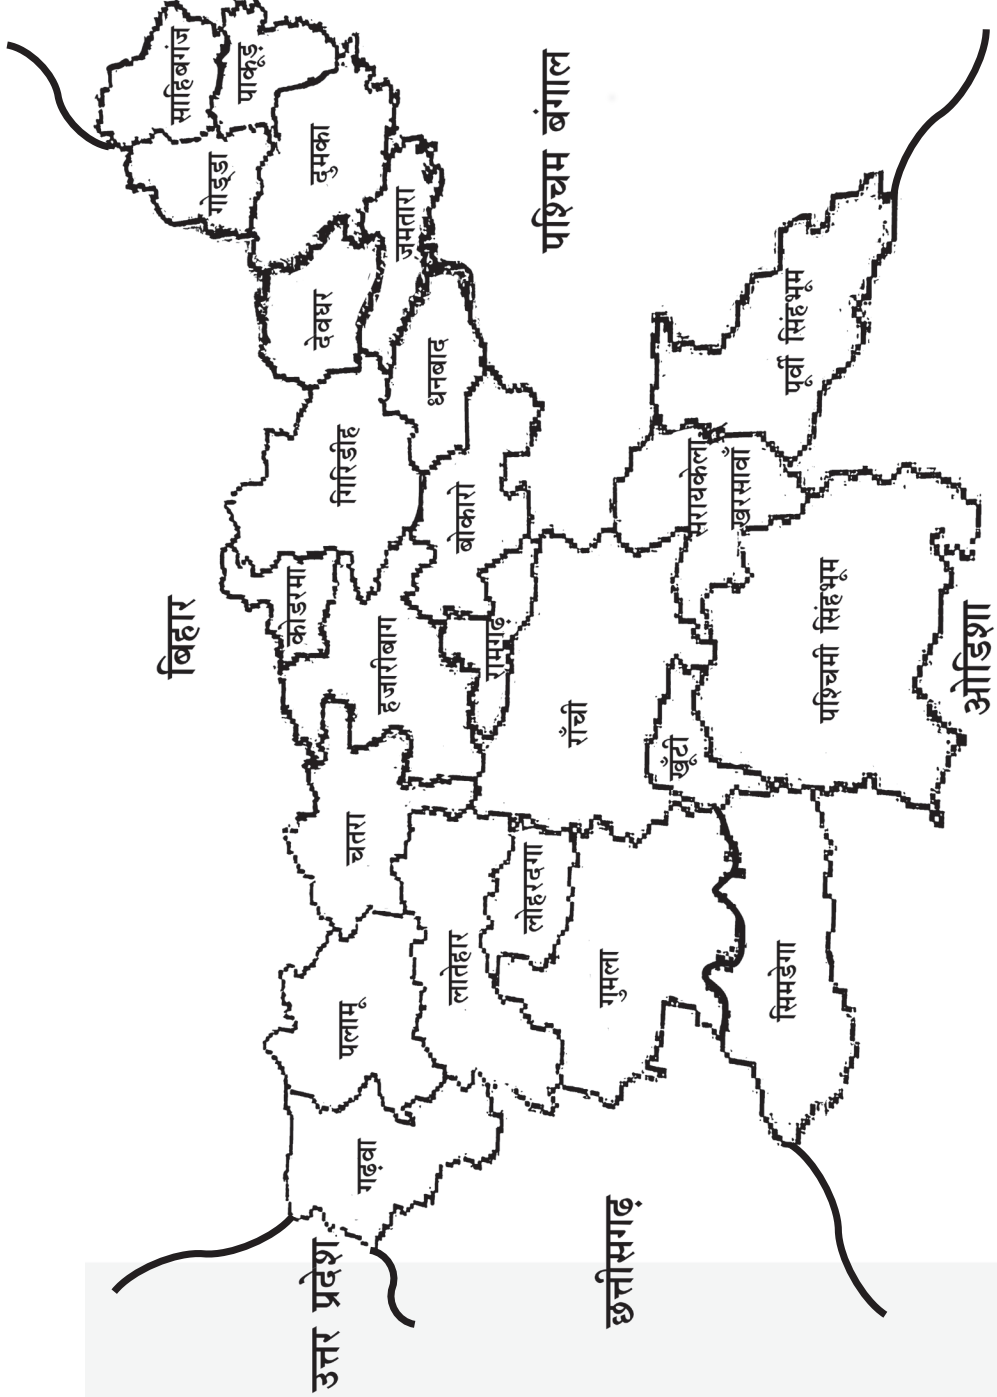 बिहार
साहिबगंज
पाकूड़
गोड्डा
दुमका
देवघर
जमतारा
गिरिडीह
धनबाद
कोडरमा
बोकारो
हजारीबाग
रामगढ़
चतरा
पलामू
गढ़वा
लातेहार
लोहरदगा
राँची
गुमला
खूँटी
सिमडेगा
सरायकेला
खरसावाँ
पूर्वी सिंहभूम
पश्चिमी सिंहभूम
पश्चिम बंगाल
ओडिशा
उत्तर प्रदेश
छत्तीसगढ़